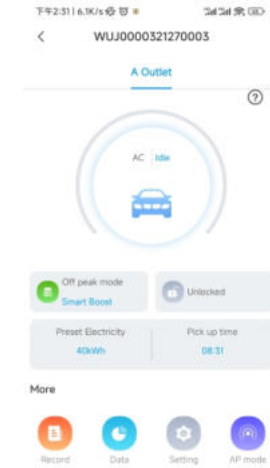 下午2:31 | 6.1K/s
WUJ0000321270003
A Outlet
AC | Idle
Off peak mode
Smart Boost
Unlocked
Preset Electricity
40kWh
Pick up time
08:31
More
Record
Data
Setting
AP mode